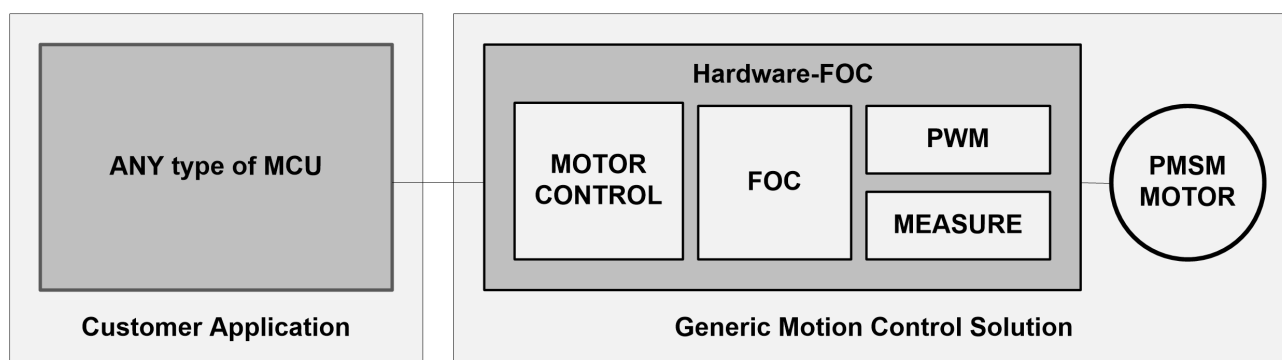 ANY type of MCU
Customer Application
Hardware-FOC
MOTOR
CONTROL
FOC
PWM
MEASURE
PMSM
MOTOR
Generic Motion Control Solution